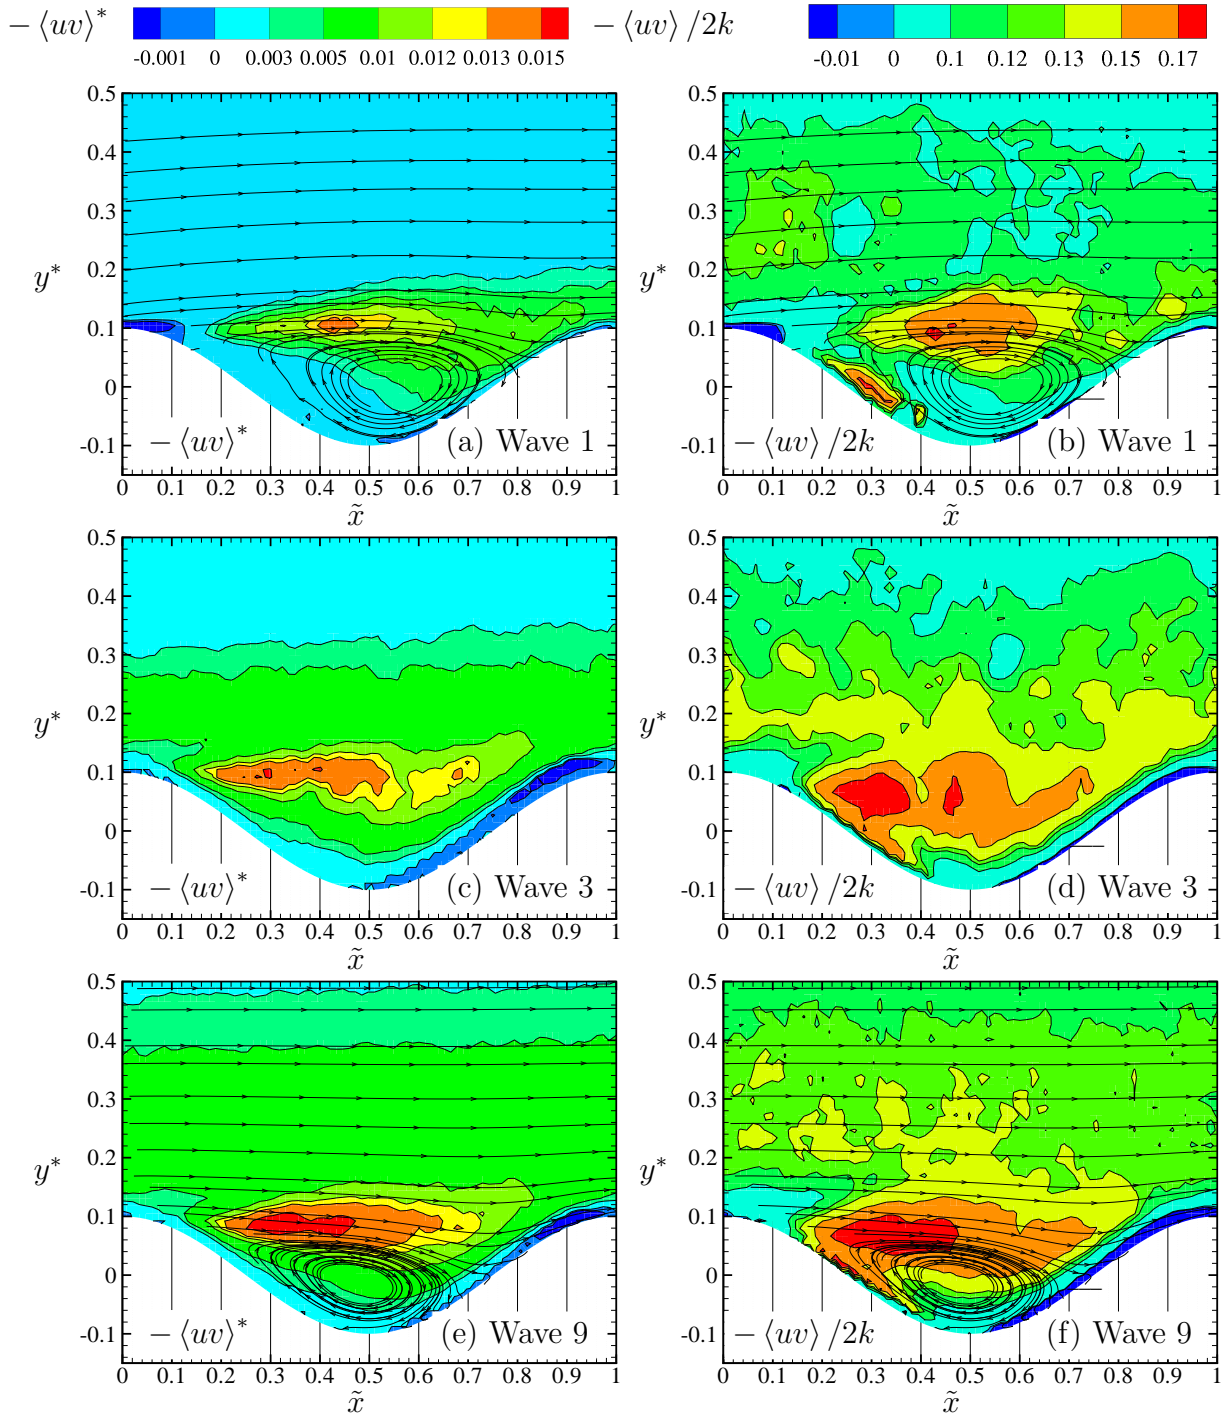 − ⟨uv⟩* − ⟨uv⟩ /2k
-0.001 0 0.003 0.005 0.01 0.012 0.013 0.015 -0.01 0 0.1 0.12 0.13 0.15 0.17
0.5 0.5
0.4 0.4
0.3 0.3
y* 0.2 y* 0.2
0.1 0.1
0 0
-0.1 − ⟨uv⟩* (a) Wave 1 -0.1 − ⟨uv⟩ /2k (b) Wave 1
0 0.1 0.2 0.3 0.4 0.5 0.6 0.7 0.8 0.9 1 0 0.1 0.2 0.3 0.4 0.5 0.6 0.7 0.8 0.9 1
x̃ x̃
0.5 0.5
0.4 0.4
0.3 0.3
y* 0.2 y* 0.2
0.1 0.1
0 0
-0.1 − ⟨uv⟩* (c) Wave 3 -0.1 − ⟨uv⟩ /2k (d) Wave 3
0 0.1 0.2 0.3 0.4 0.5 0.6 0.7 0.8 0.9 1 0 0.1 0.2 0.3 0.4 0.5 0.6 0.7 0.8 0.9 1
x̃ x̃
0.5 0.5
0.4 0.4
0.3 0.3
y* 0.2 y* 0.2
0.1 0.1
0 0
-0.1 − ⟨uv⟩* (e) Wave 9 -0.1 − ⟨uv⟩ /2k (f) Wave 9
0 0.1 0.2 0.3 0.4 0.5 0.6 0.7 0.8 0.9 1 0 0.1 0.2 0.3 0.4 0.5 0.6 0.7 0.8 0.9 1
x̃ x̃